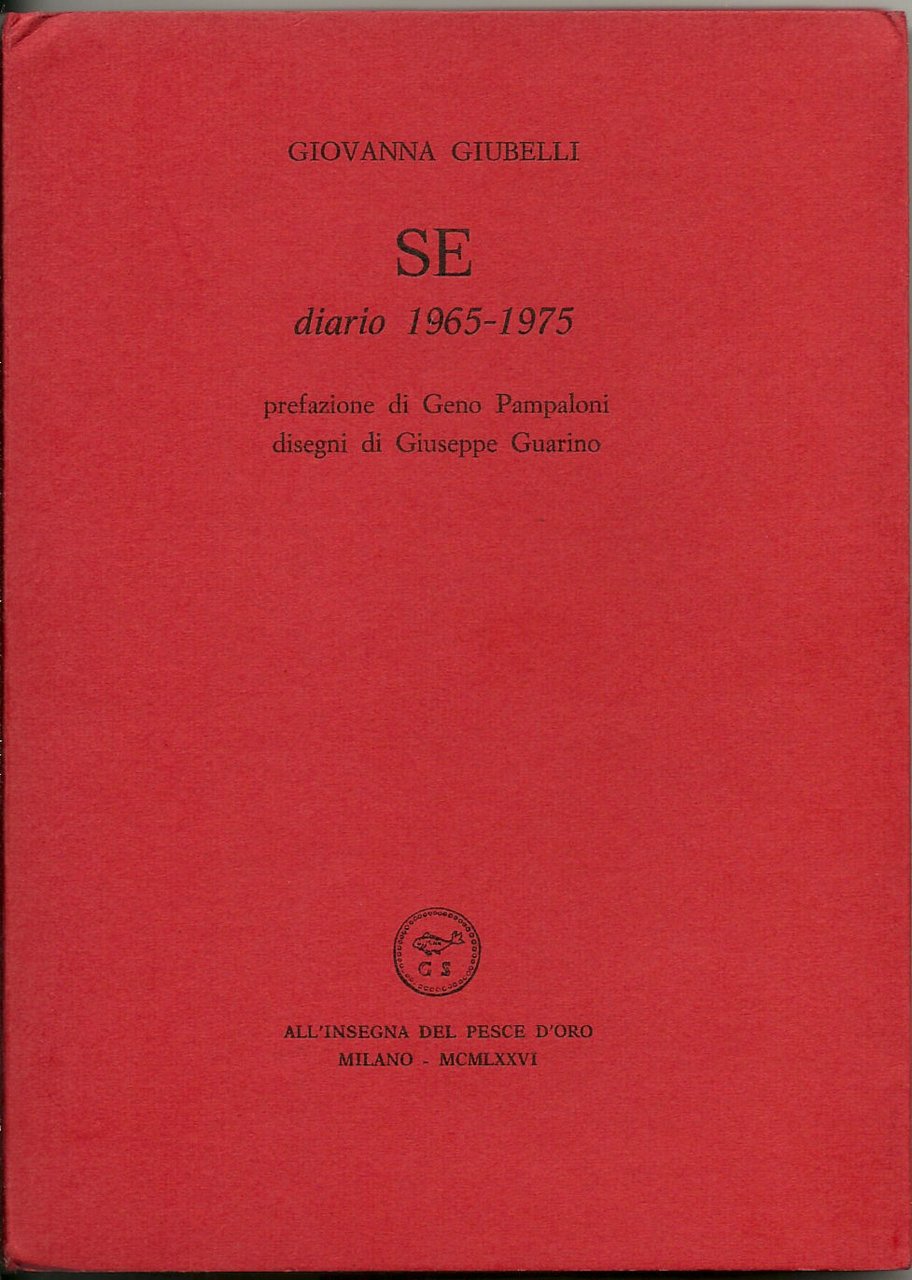 GIOVANNA GIUBELLI
SE
diario 1965-1975
prefazione di Geno Pampaloni
disegni di Giuseppe Guarino
G S
ALL'INSEGNA DEL PESCE D'ORO
MILANO - MCMLXXVI